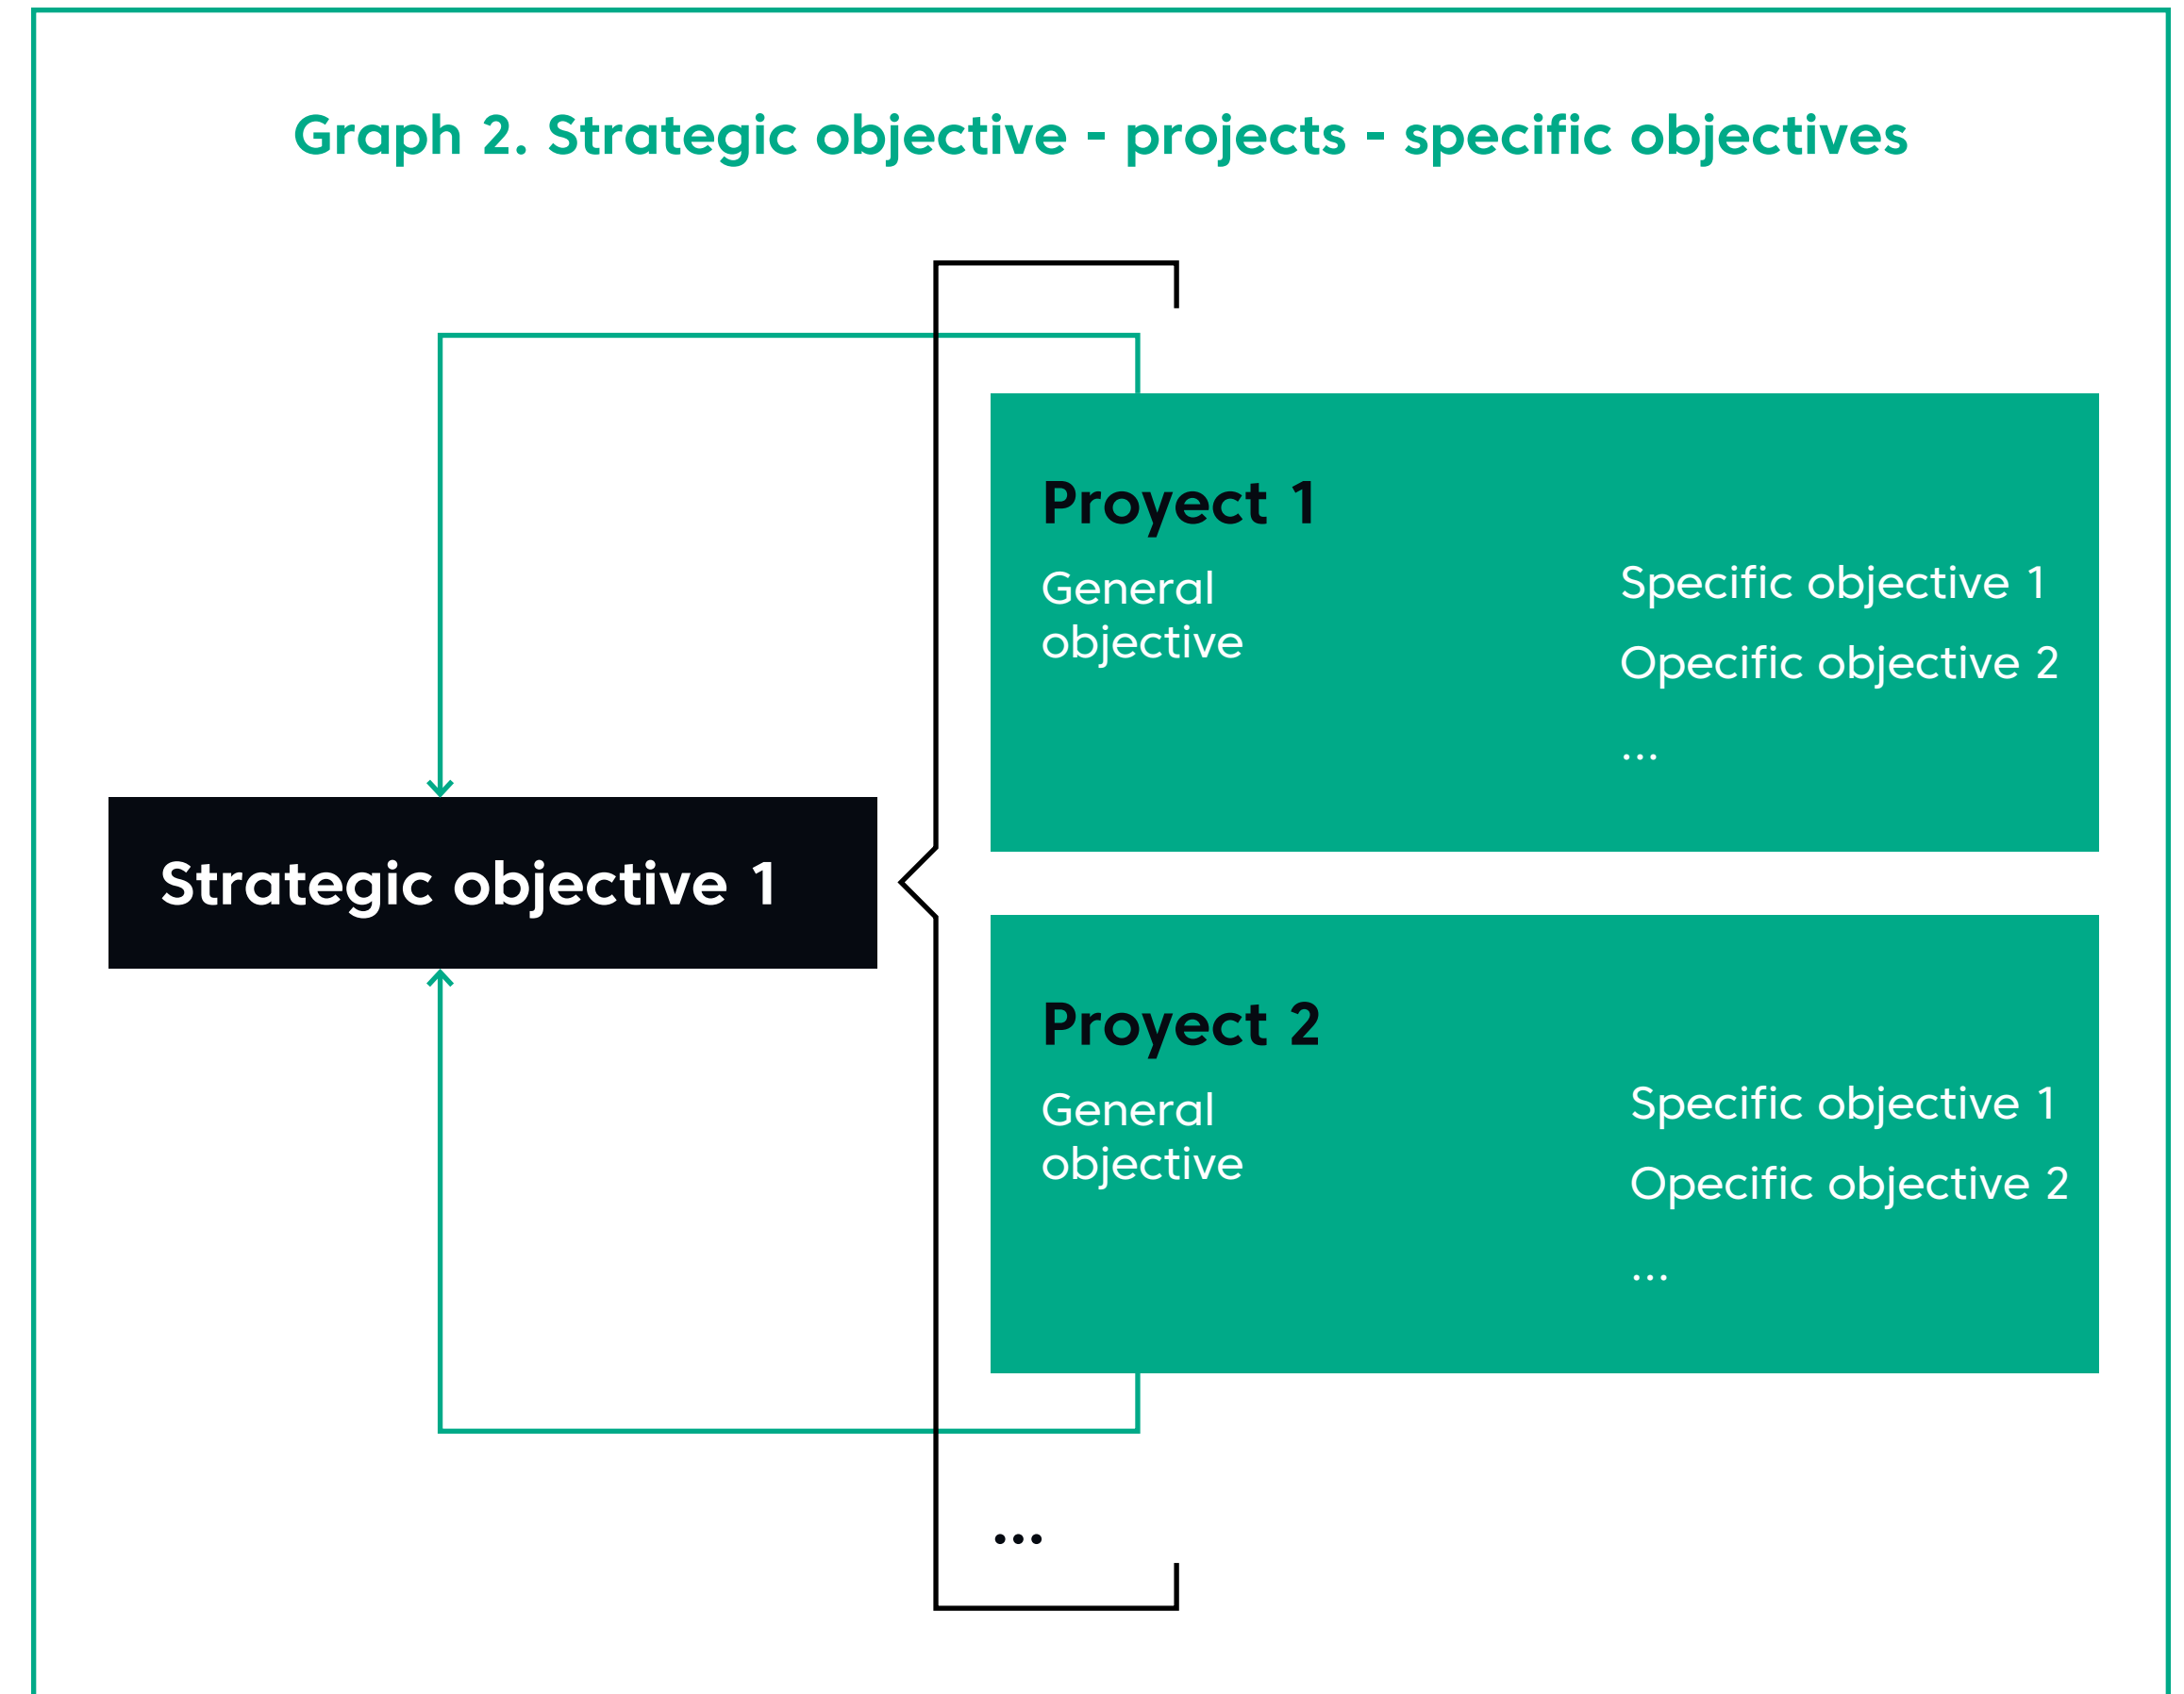 Graph 2. Strategic objective - projects - specific objectives
Strategic objective 1
Proyect 1
General
objective
Specific objective 1
Opecific objective 2
...
Proyect 2
General
objective
Specific objective 1
Opecific objective 2
...
...